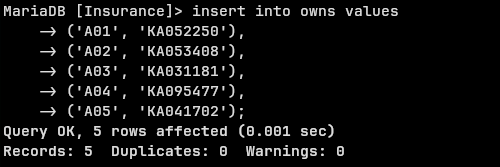 MariaDB [Insurance]> insert into owns values
-> ('A01', 'KA052250'),
-> ('A02', 'KA053408'),
-> ('A03', 'KA031181'),
-> ('A04', 'KA095477'),
-> ('A05', 'KA041702');
Query OK, 5 rows affected (0.001 sec)
Records: 5  Duplicates: 0  Warnings: 0